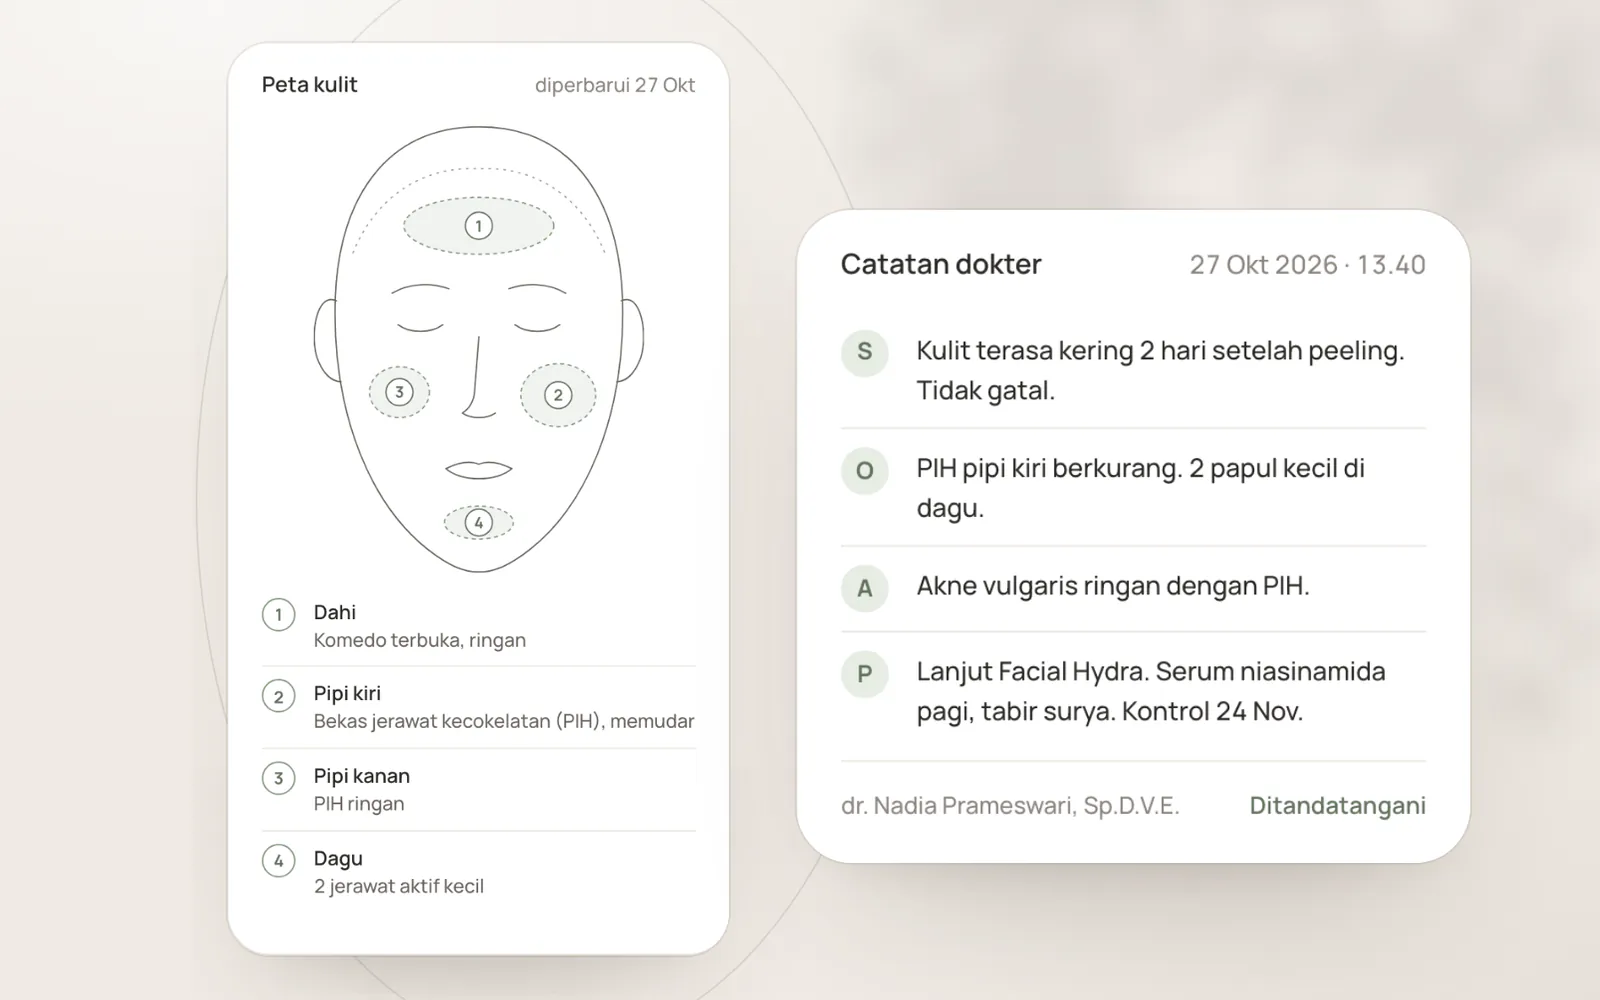 Peta kulit
diperbarui 27 Okt
1
3
2
4
1
Dahi
Komedo terbuka, ringan
2
Pipi kiri
Bekas jerawat kecokelatan (PIH), memudar
3
Pipi kanan
PIH ringan
4
Dagu
2 jerawat aktif kecil
Catatan dokter
27 Okt 2026 · 13.40
S
Kulit terasa kering 2 hari setelah peeling.
Tidak gatal.
O
PIH pipi kiri berkurang. 2 papul kecil di
dagu.
A
Akne vulgaris ringan dengan PIH.
P
Lanjut Facial Hydra. Serum niasinamida
pagi, tabir surya. Kontrol 24 Nov.
dr. Nadia Prameswari, Sp.D.V.E.
Ditandatangani